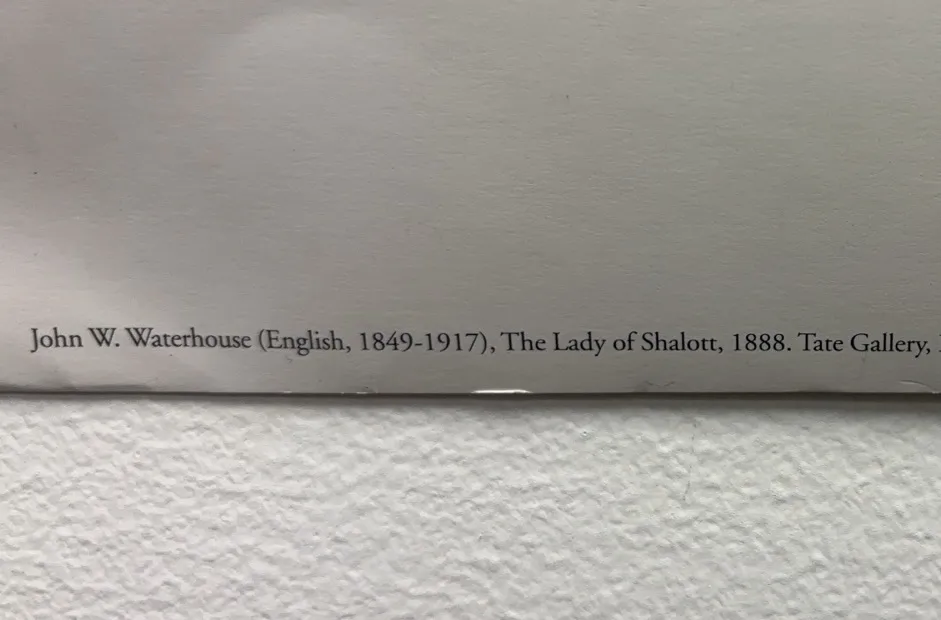 John W. Waterhouse (English, 1849-1917), The Lady of Shalott, 1888. Tate Gallery,